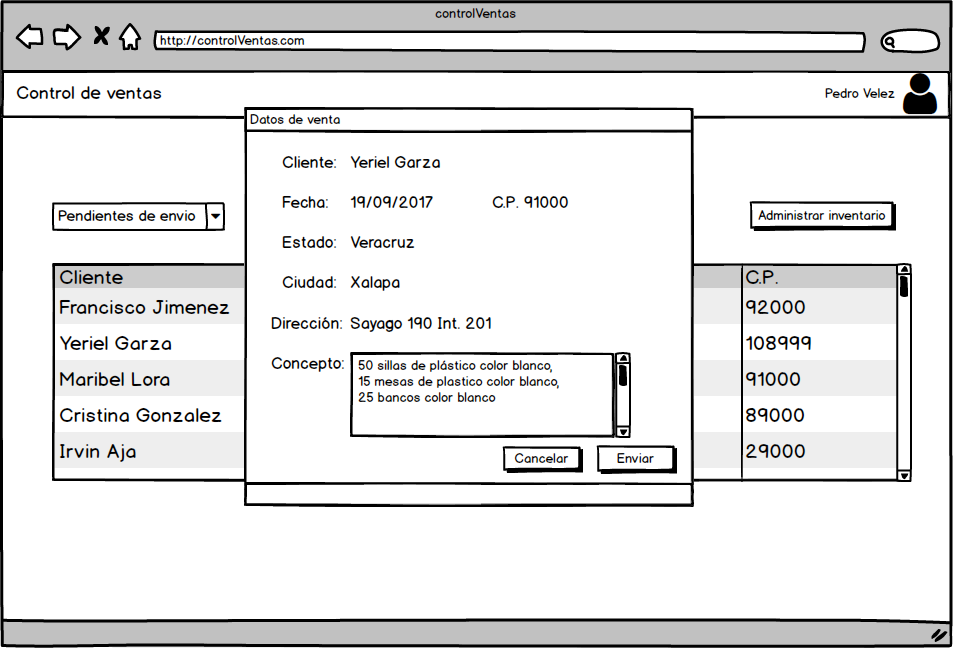 controlVentas
http://controlVentas.com
Control de ventas
Pedro Velez
Datos de venta
Cliente: Yeriel Garza
Fecha: 19/09/2017 C.P. 91000
Estado: Veracruz
Ciudad: Xalapa
Dirección: Sayago 190 Int. 201
Concepto: 50 sillas de plástico color blanco,
15 mesas de plastico color blanco,
25 bancos color blanco
Cancelar Enviar
Pendientes de envio
Administrar inventario
Cliente C.P.
Francisco Jimenez 92000
Yeriel Garza 108999
Maribel Lora 91000
Cristina Gonzalez 89000
Irvin Aja 29000